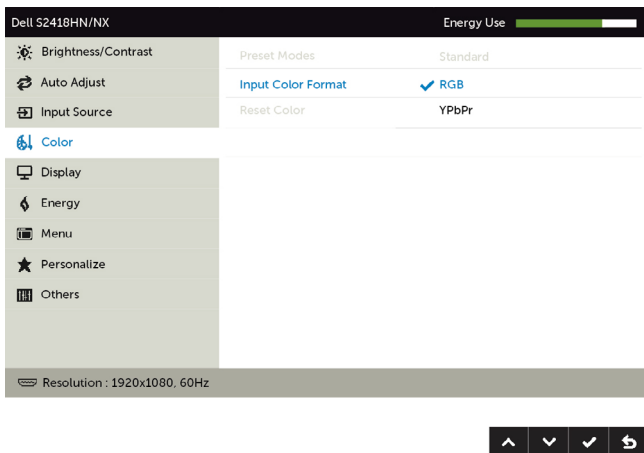 Dell S2418HN/NX Energy Use
Brightness/Contrast
Auto Adjust
Input Source
Color
Display
Energy
Menu
Personalize
Others
Preset Modes Standard
Input Color Format RGB
Reset Color YPbPr
Resolution : 1920x1080, 60Hz